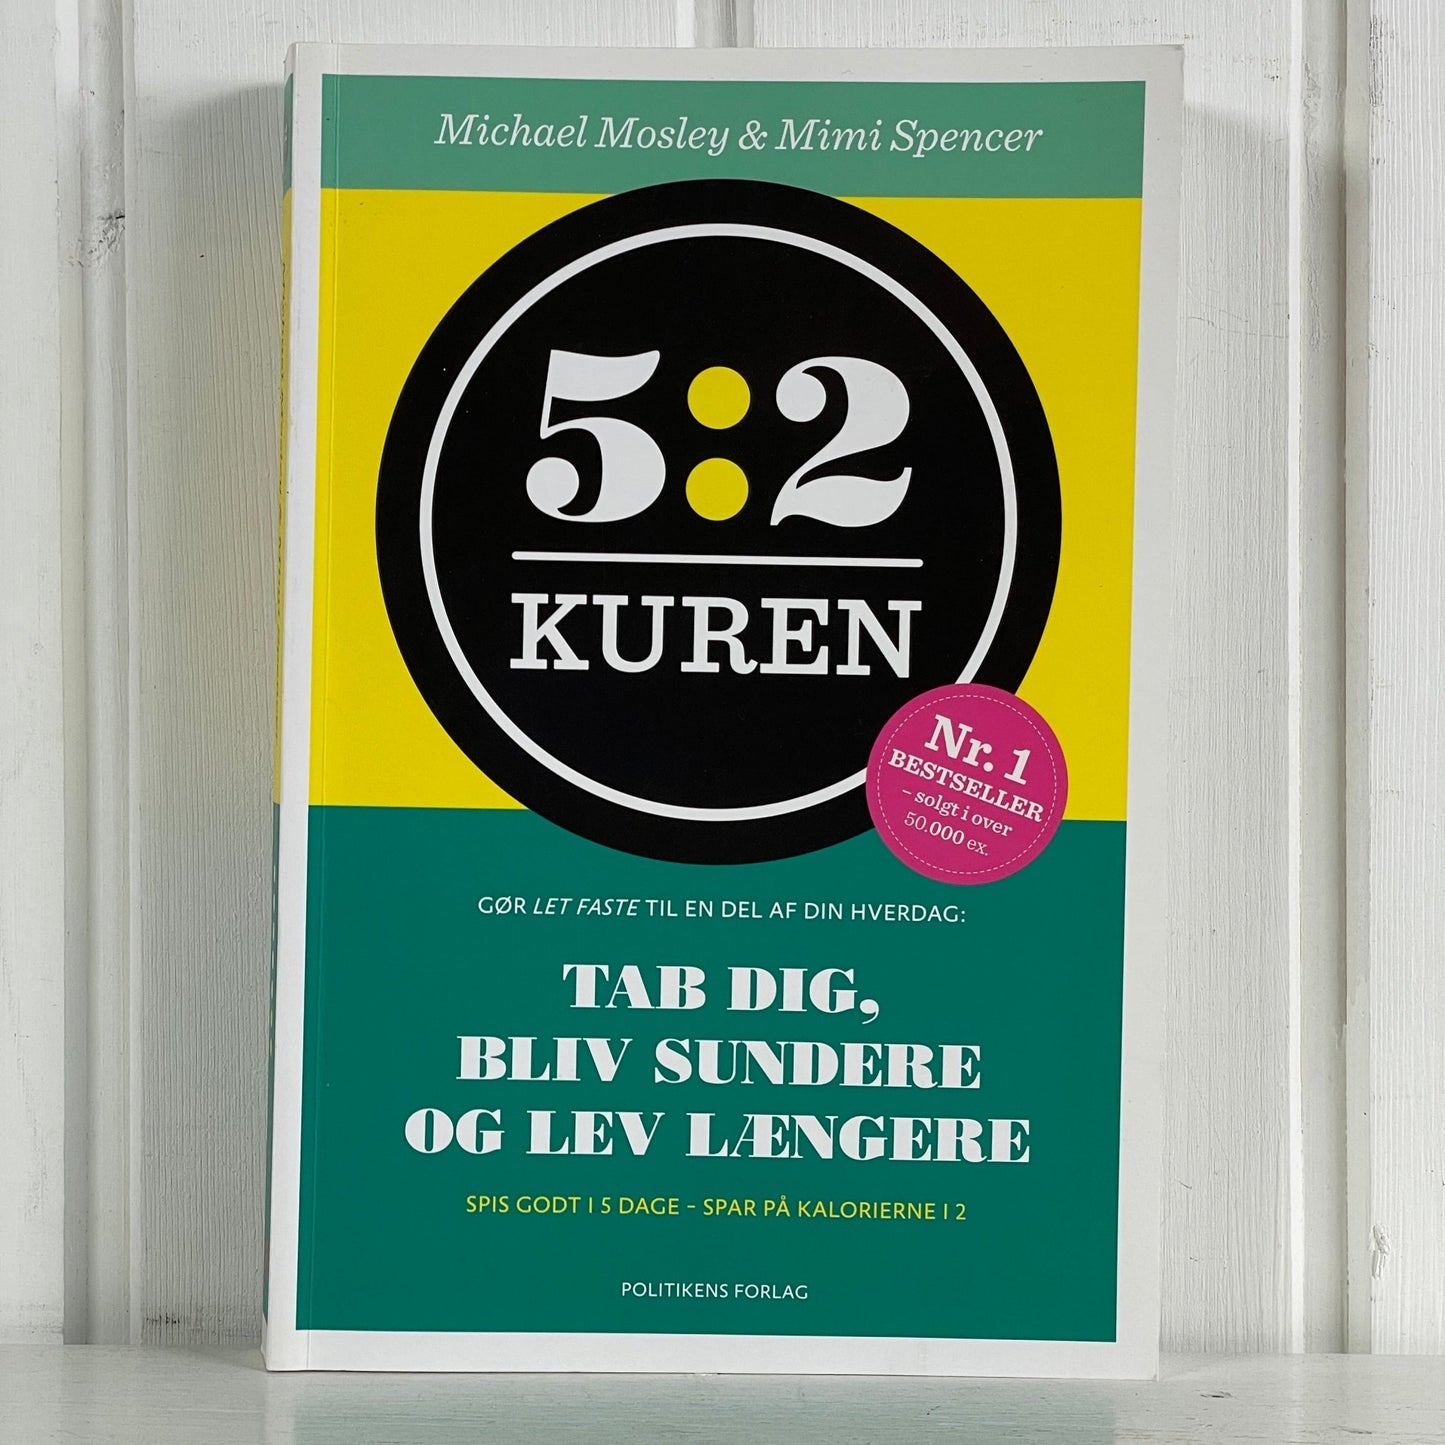 Michael Mosley & Mimi Spencer
5:2
KUREN
Nr. 1
BESTSELLER
– solgt i over
50.000 ex.
GØR LET FASTE TIL EN DEL AF DIN HVERDAG:
TAB DIG,
BLIV SUNDERE
OG LEV LÆNGERE
SPIS GODT I 5 DAGE – SPAR PÅ KALORIERNE I 2
POLITIKENS FORLAG